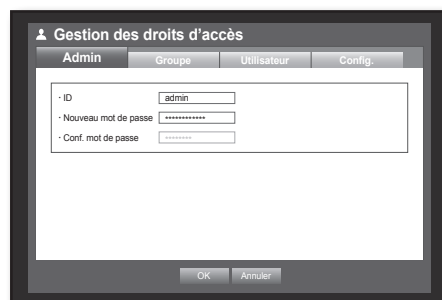 Gestion des droits d’accès
Admin Groupe Utilisateur Config.
· ID admin
· Nouveau mot de passe ************
· Conf. mot de passe ********
OK Annuler